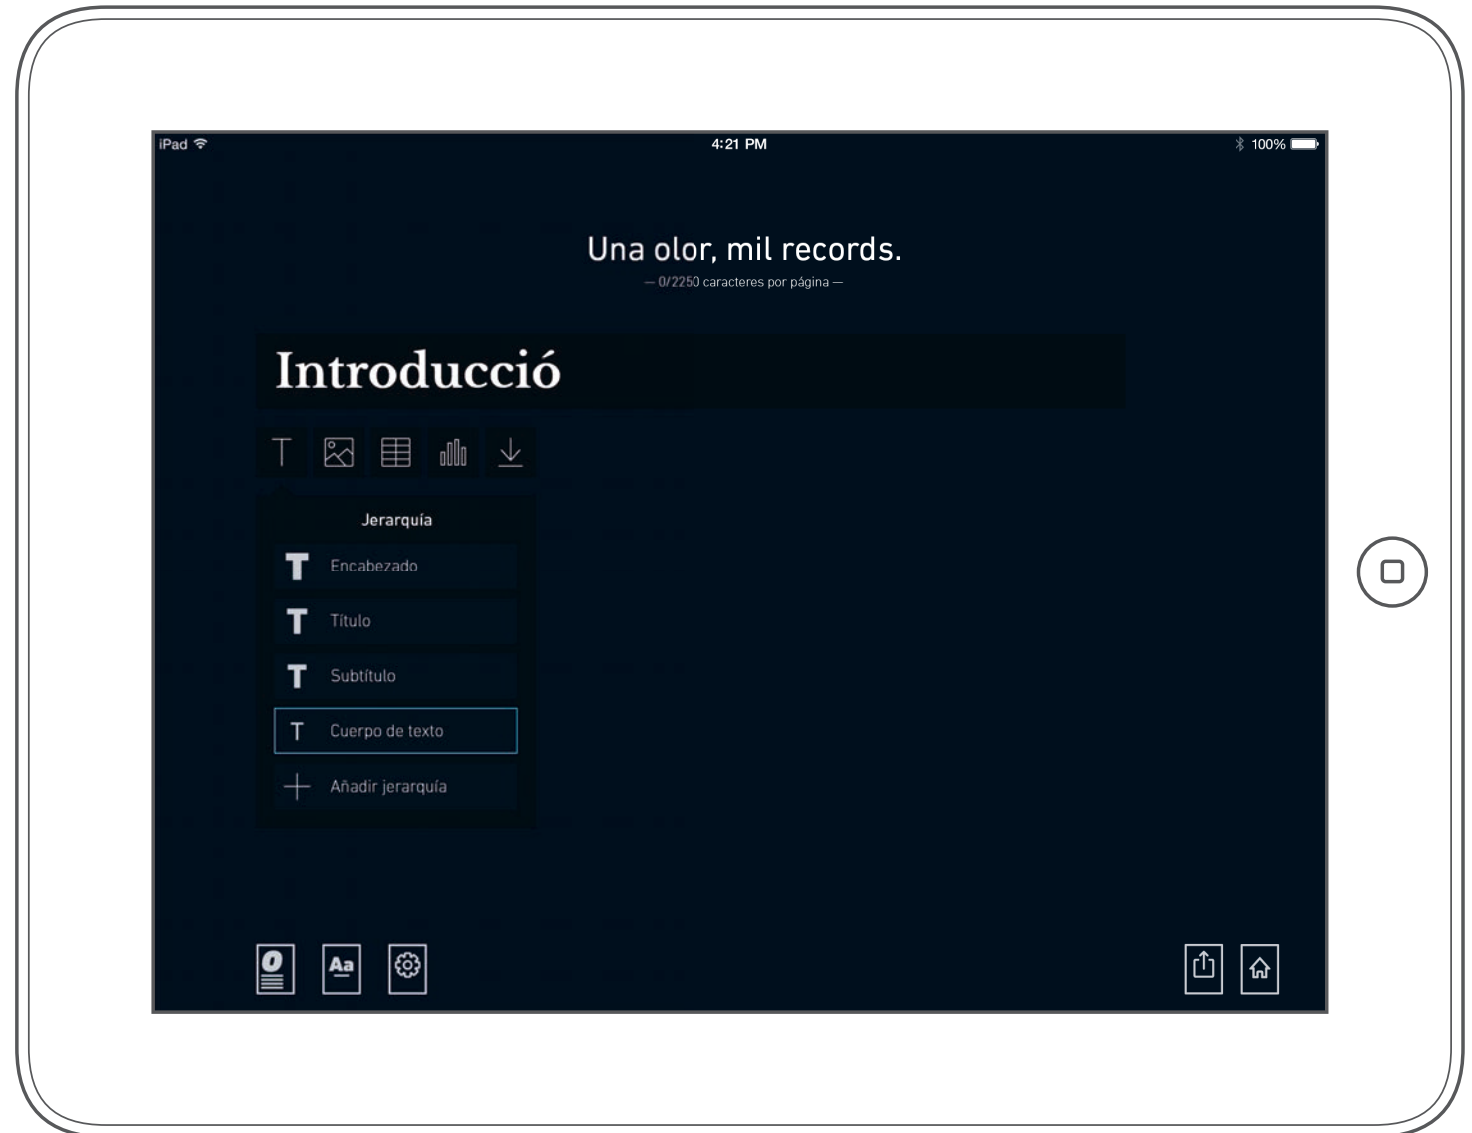 iPad
4:21 PM
100%
Una olor, mil records.
— 0/2250 caracteres por página —
Introducció
T
Jerarquía
T Encabezado
T Título
T Subtítulo
T Cuerpo de texto
Añadir jerarquía
O
Aa